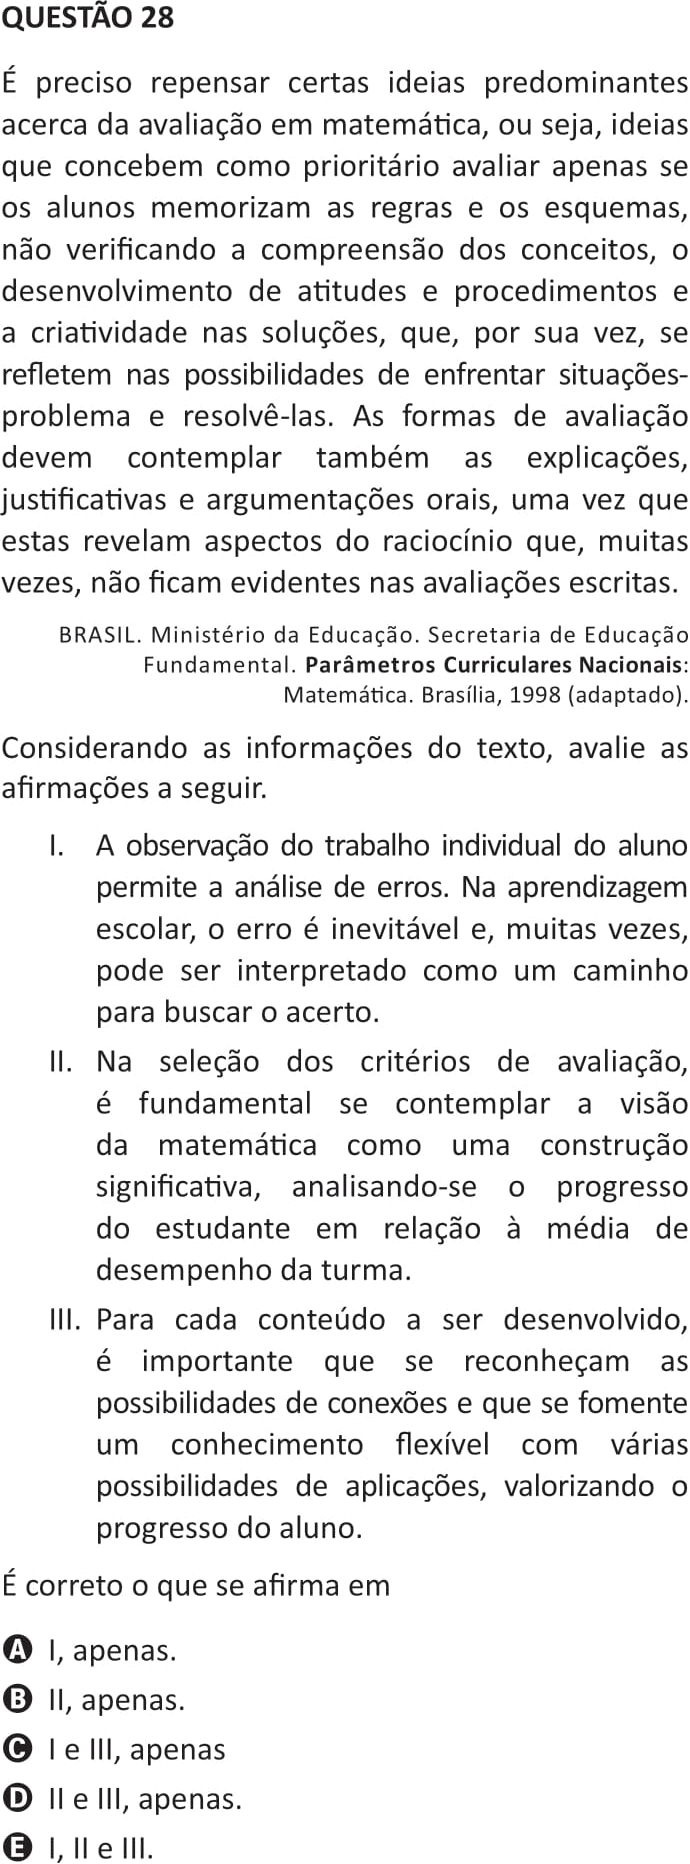 QUESTÃO 28
É preciso repensar certas ideias predominantes
acerca da avaliação em matemática, ou seja, ideias
que concebem como prioritário avaliar apenas se
os alunos memorizam as regras e os esquemas,
não verificando a compreensão dos conceitos, o
desenvolvimento de atitudes e procedimentos e
a criatividade nas soluções, que, por sua vez, se
refletem nas possibilidades de enfrentar situações-
problema e resolvê-las. As formas de avaliação
devem contemplar também as explicações,
justificativas e argumentações orais, uma vez que
estas revelam aspectos do raciocínio que, muitas
vezes, não ficam evidentes nas avaliações escritas.
BRASIL. Ministério da Educação. Secretaria de Educação
Fundamental. Parâmetros Curriculares Nacionais:
Matemática. Brasília, 1998 (adaptado).
Considerando as informações do texto, avalie as
afirmações a seguir.
I. A observação do trabalho individual do aluno
permite a análise de erros. Na aprendizagem
escolar, o erro é inevitável e, muitas vezes,
pode ser interpretado como um caminho
para buscar o acerto.
II. Na seleção dos critérios de avaliação,
é fundamental se contemplar a visão
da matemática como uma construção
significativa, analisando-se o progresso
do estudante em relação à média de
desempenho da turma.
III. Para cada conteúdo a ser desenvolvido,
é importante que se reconheçam as
possibilidades de conexões e que se fomente
um conhecimento flexível com várias
possibilidades de aplicações, valorizando o
progresso do aluno.
É correto o que se afirma em
A I, apenas.
B II, apenas.
C I e III, apenas
D II e III, apenas.
E I, II e III.